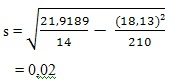 s = √(21,9189/14 − (18,13)²/210)
= 0,02